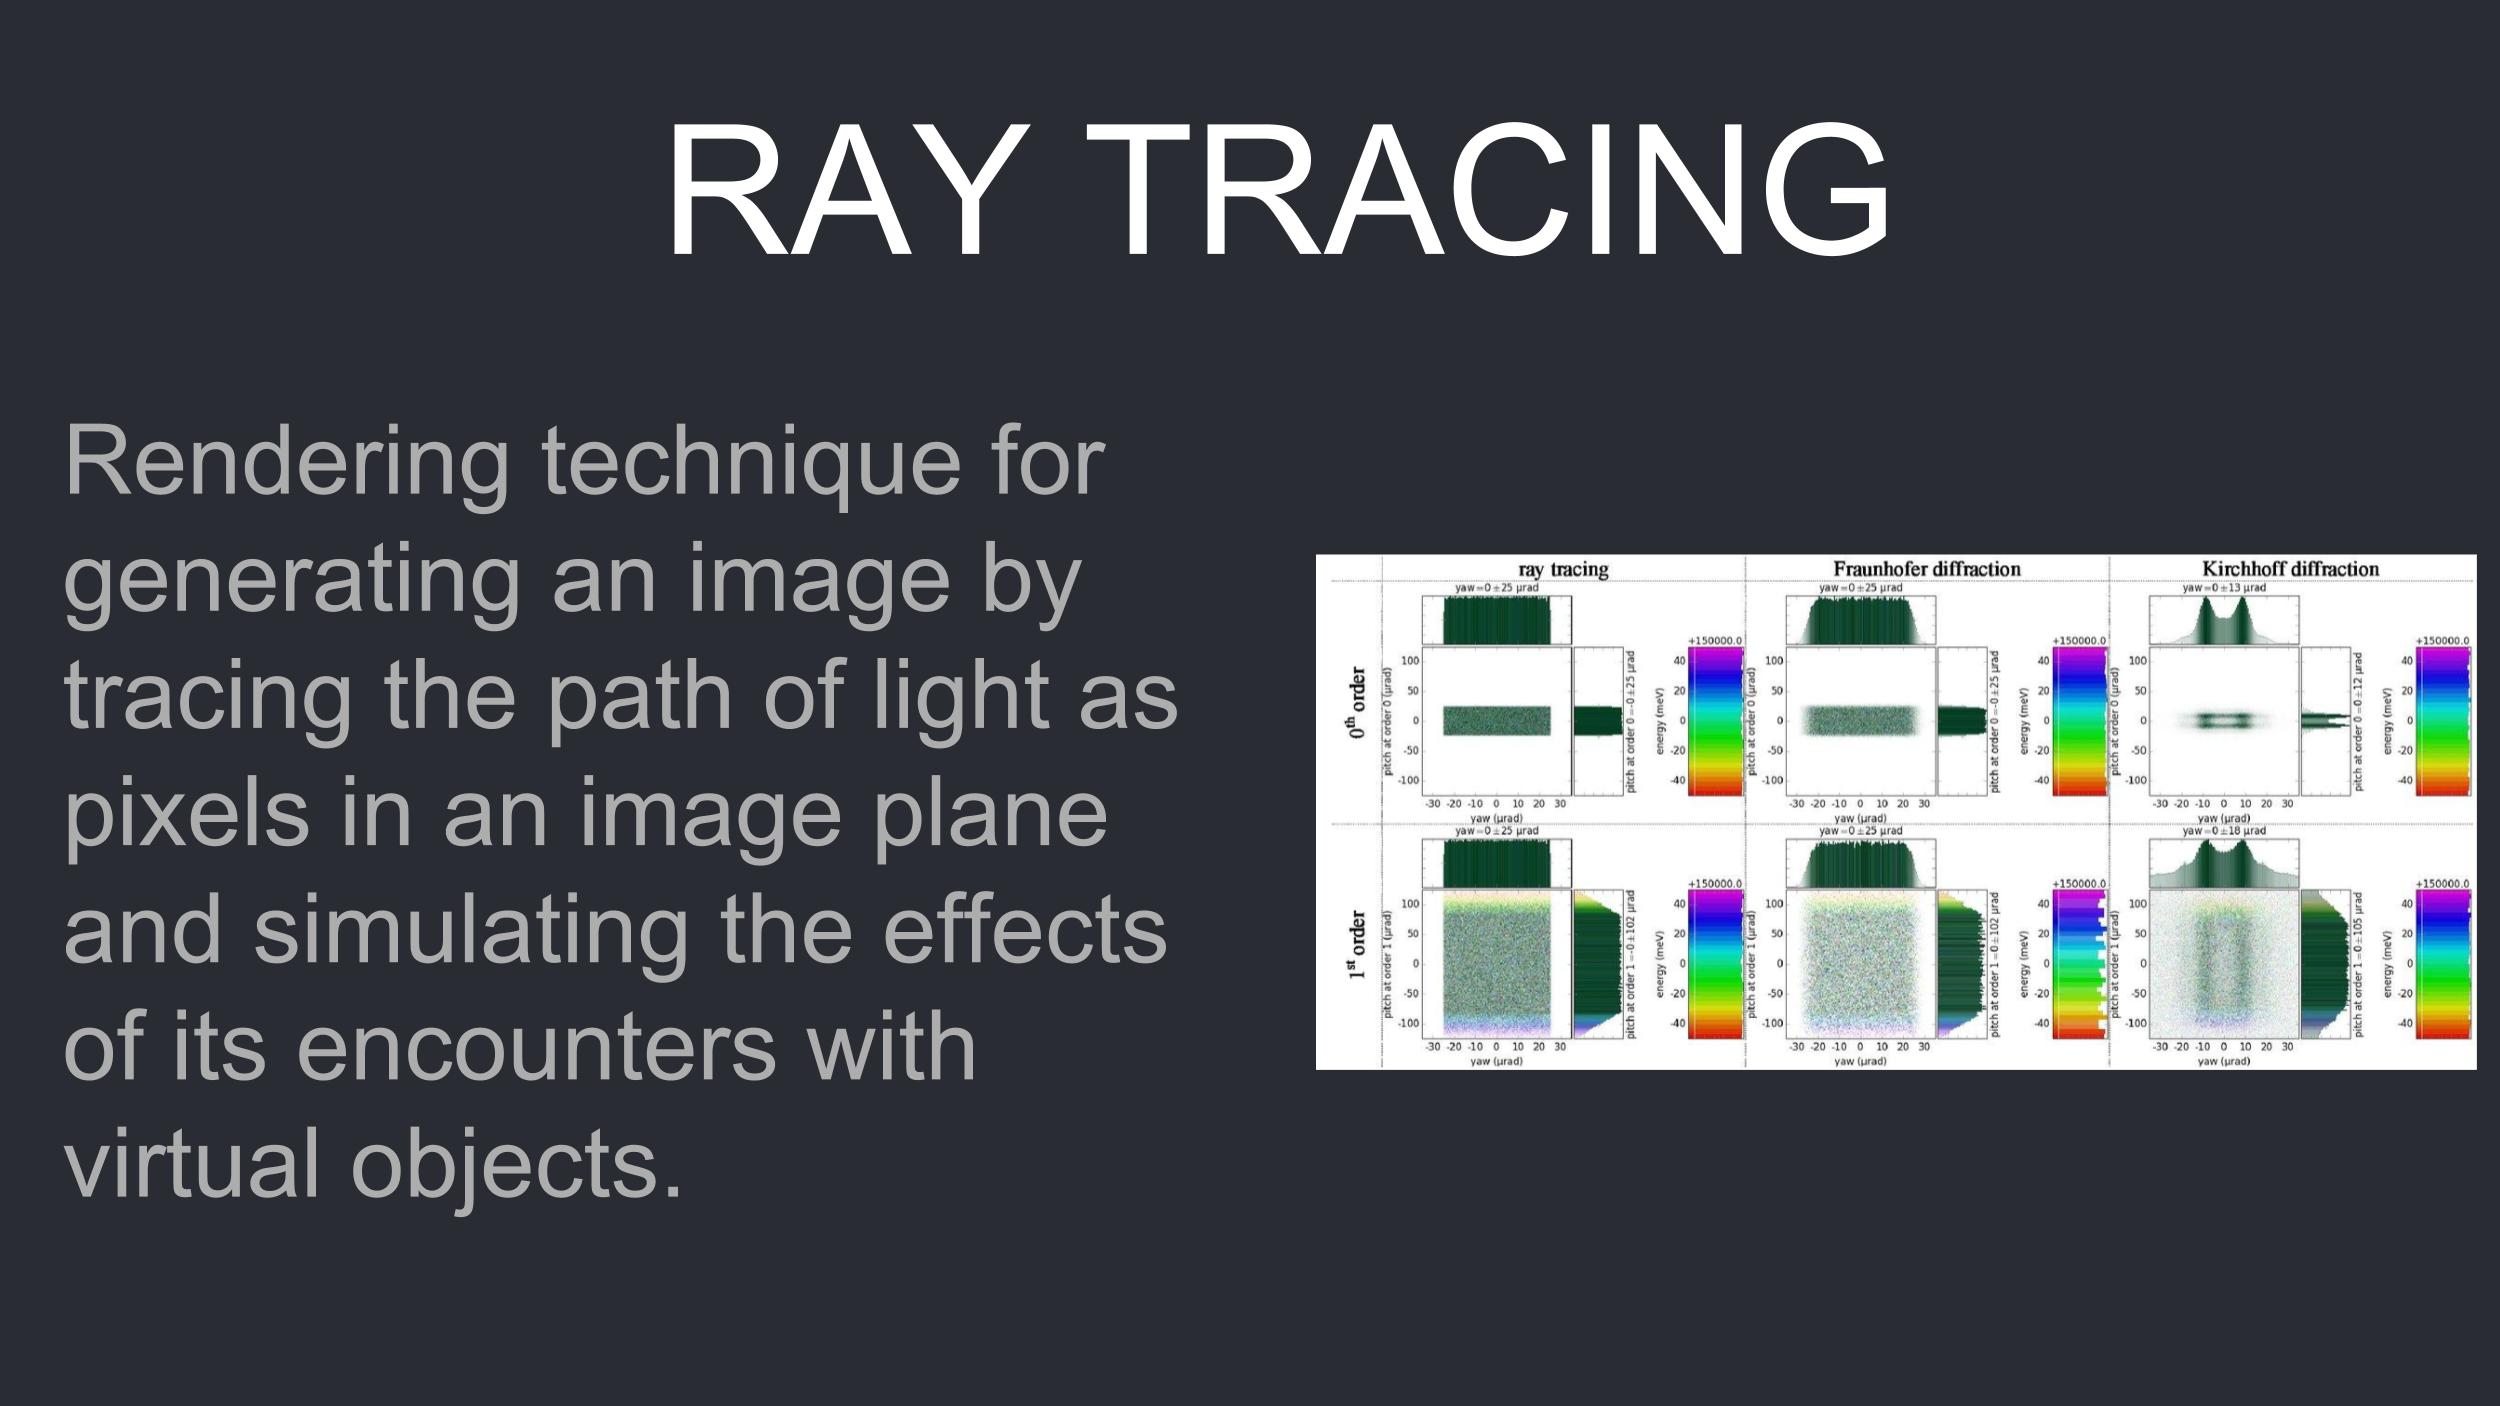 RAY TRACING
Rendering technique for
generating an image by
tracing the path of light as
pixels in an image plane
and simulating the effects
of its encounters with
virtual objects.
ray tracing
Fraunhofer diffraction
Kirchhoff diffraction
0th order
yaw=0±25 μrad
+150000.0
pitch at order 0 (μrad)
100
50
0
-50
-100
-30 -20 -10 0 10 20 30
yaw (μrad)
pitch at order 0 =-0±25 μrad
energy (meV)
40
20
0
-20
-40
yaw=0±25 μrad
+150000.0
pitch at order 0 (μrad)
100
50
0
-50
-100
-30 -20 -10 0 10 20 30
yaw (μrad)
pitch at order 0 =-0±25 μrad
energy (meV)
40
20
0
-20
-40
yaw=0±13 μrad
+150000.0
pitch at order 0 (μrad)
100
50
0
-50
-100
-30 -20 -10 0 10 20 30
yaw (μrad)
pitch at order 0 =0±12 μrad
energy (meV)
40
20
0
-20
-40
1st order
yaw=0±25 μrad
+150000.0
pitch at order 1 (μrad)
100
50
0
-50
-100
-30 -20 -10 0 10 20 30
yaw (μrad)
pitch at order 1 =-0±102 μrad
energy (meV)
40
20
0
-20
-40
yaw=0±25 μrad
+150000.0
pitch at order 1 (μrad)
100
50
0
-50
-100
-30 -20 -10 0 10 20 30
yaw (μrad)
pitch at order 1 =-0±102 μrad
energy (meV)
40
20
0
-20
-40
yaw=0±18 μrad
+150000.0
pitch at order 1 (μrad)
100
50
0
-50
-100
-30 -20 -10 0 10 20 30
yaw (μrad)
pitch at order 1 =0±105 μrad
energy (meV)
40
20
0
-20
-40